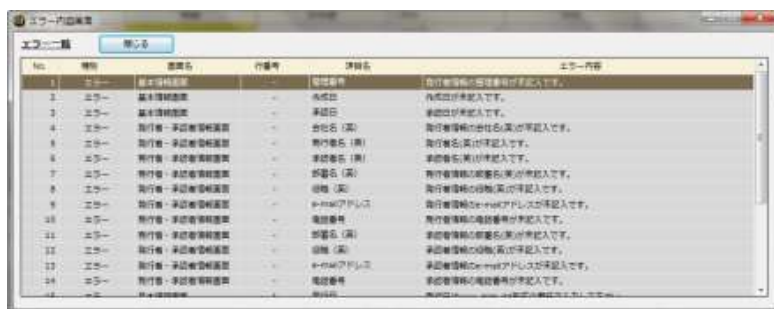 エラー内容画面
エラー一覧 閉じる
No. 種別 画面名 行番号 項目名 エラー内容
1 エラー 基本情報画面 - 管理番号 発行者情報の管理番号が未記入です。
2 エラー 基本情報画面 - 作成日 作成日が未記入です。
3 エラー 基本情報画面 - 承認日 承認日が未記入です。
4 エラー 発行者・承認者情報画面 - 会社名(英) 発行者情報の会社名(英)が未記入です。
5 エラー 発行者・承認者情報画面 - 発行者名(英) 発行者名(英)が未記入です。
6 エラー 発行者・承認者情報画面 - 承認者名(英) 承認者名(英)が未記入です。
7 エラー 発行者・承認者情報画面 - 部署名(英) 発行者情報の部署名(英)が未記入です。
8 エラー 発行者・承認者情報画面 - 役職(英) 発行者情報の役職(英)が未記入です。
9 エラー 発行者・承認者情報画面 - e-mailアドレス 発行者情報のe-mailアドレスが未記入です。
10 エラー 発行者・承認者情報画面 - 電話番号 発行者情報の電話番号が未記入です。
11 エラー 発行者・承認者情報画面 - 部署名(英) 承認者情報の部署名(英)が未記入です。
12 エラー 発行者・承認者情報画面 - 役職(英) 承認者情報の役職(英)が未記入です。
13 エラー 発行者・承認者情報画面 - e-mailアドレス 承認者情報のe-mailアドレスが未記入です。
14 エラー 発行者・承認者情報画面 - 電話番号 承認者情報の電話番号が未記入です。